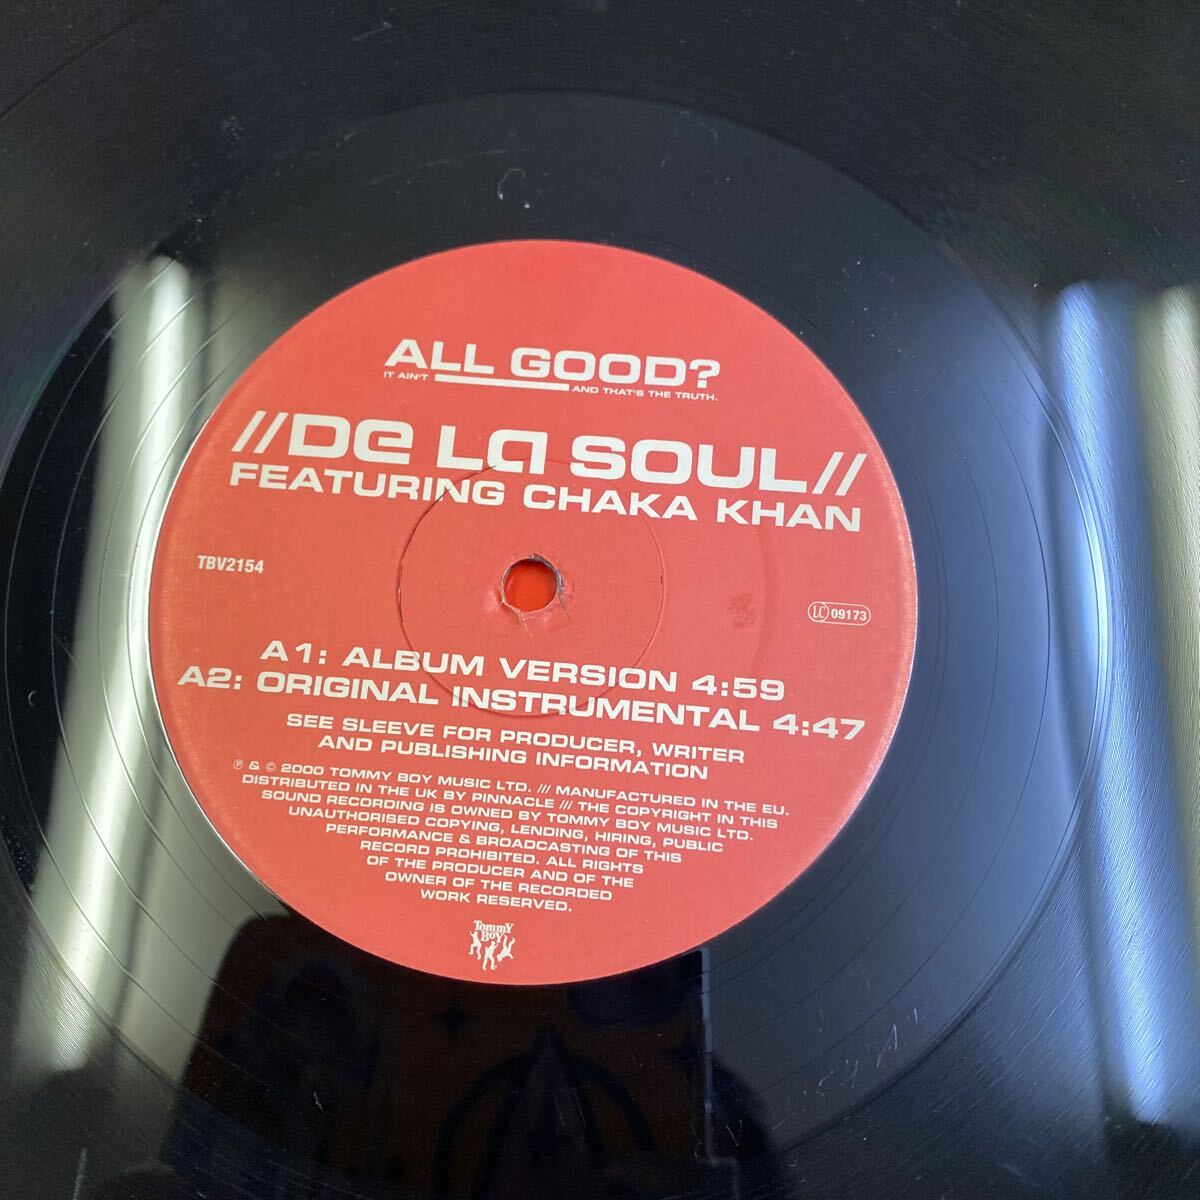 ALL GOOD?
IT AIN'T AND THAT'S THE TRUTH.
//De La SOUL//
FEATURING CHAKA KHAN
TBV2154
LC 09173
A1: ALBUM VERSION 4:59
A2: ORIGINAL INSTRUMENTAL 4:47
SEE SLEEVE FOR PRODUCER, WRITER
AND PUBLISHING INFORMATION
℗ & © 2000 TOMMY BOY MUSIC LTD. /// MANUFACTURED IN THE EU.
DISTRIBUTED IN THE UK BY PINNACLE /// THE COPYRIGHT IN THIS
SOUND RECORDING IS OWNED BY TOMMY BOY MUSIC LTD.
UNAUTHORISED COPYING, LENDING, HIRING, PUBLIC
PERFORMANCE & BROADCASTING OF THIS
RECORD PROHIBITED. ALL RIGHTS
OF THE PRODUCER AND OF THE
OWNER OF THE RECORDED
WORK RESERVED.
Tommy
Boy